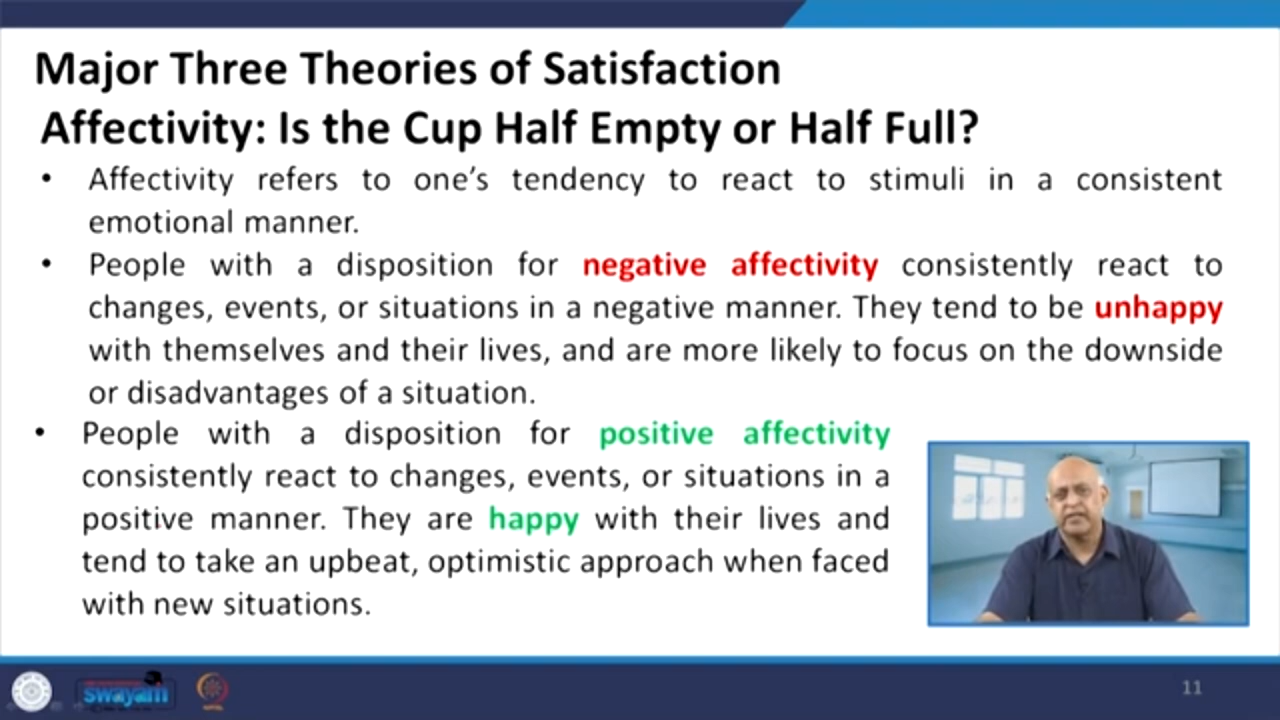 Major Three Theories of Satisfaction
Affectivity: Is the Cup Half Empty or Half Full?
• Affectivity refers to one's tendency to react to stimuli in a consistent
emotional manner.
• People with a disposition for negative affectivity consistently react to
changes, events, or situations in a negative manner. They tend to be unhappy
with themselves and their lives, and are more likely to focus on the downside
or disadvantages of a situation.
• People with a disposition for positive affectivity
consistently react to changes, events, or situations in a
positive manner. They are happy with their lives and
tend to take an upbeat, optimistic approach when faced
with new situations.
swayam
11